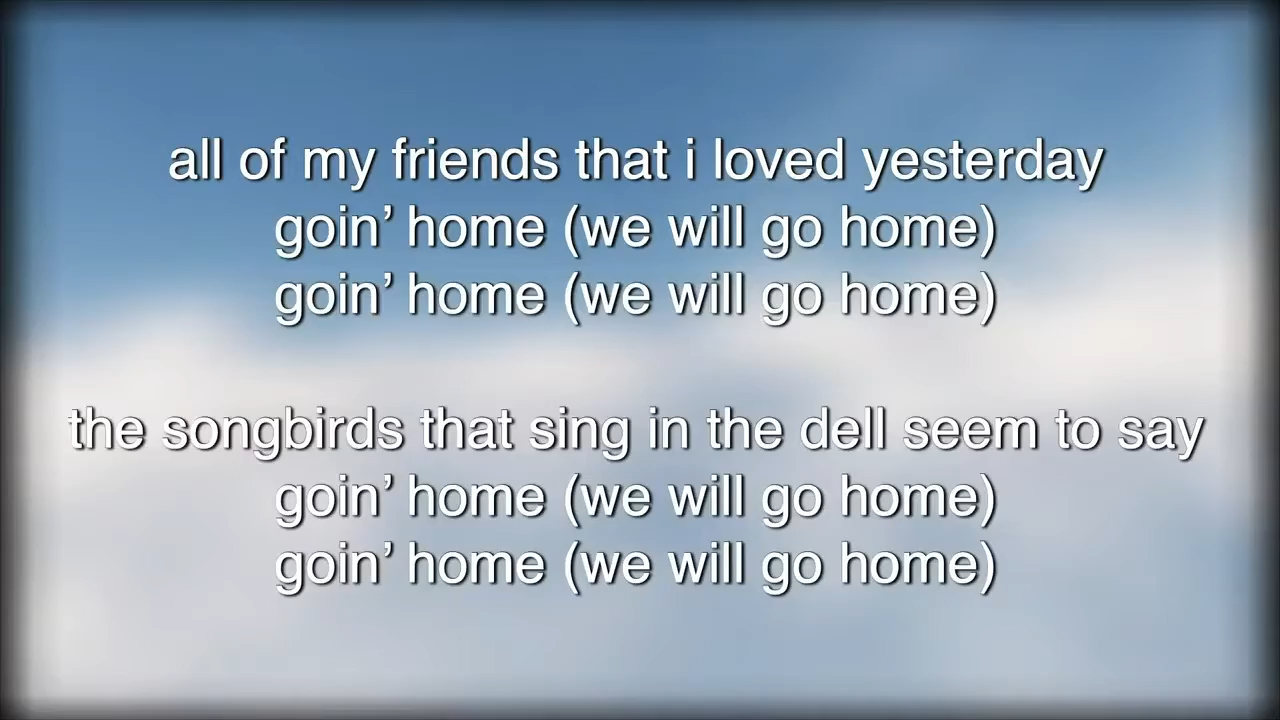 all of my friends that i loved yesterday
goin’ home (we will go home)
goin’ home (we will go home)
the songbirds that sing in the dell seem to say
goin’ home (we will go home)
goin’ home (we will go home)